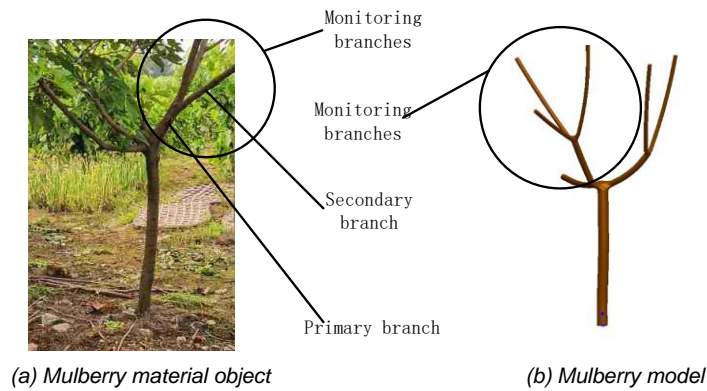 Monitoring
branches
Monitoring
branches
Secondary
branch
Primary branch
(a) Mulberry material object
(b) Mulberry model